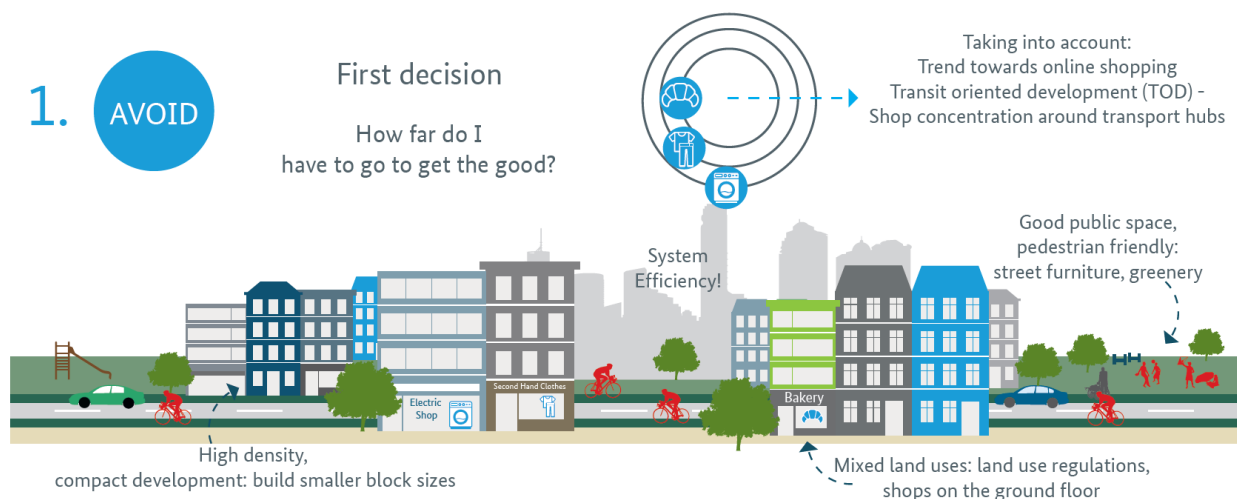 1.
AVOID
First decision
How far do I
have to go to get the good?
Taking into account:
Trend towards online shopping
Transit oriented development (TOD) -
Shop concentration around transport hubs
System
Efficiency!
Good public space,
pedestrian friendly:
street furniture, greenery
Electric
Shop
Second Hand Clothes
Bakery
High density,
compact development: build smaller block sizes
Mixed land uses: land use regulations,
shops on the ground floor